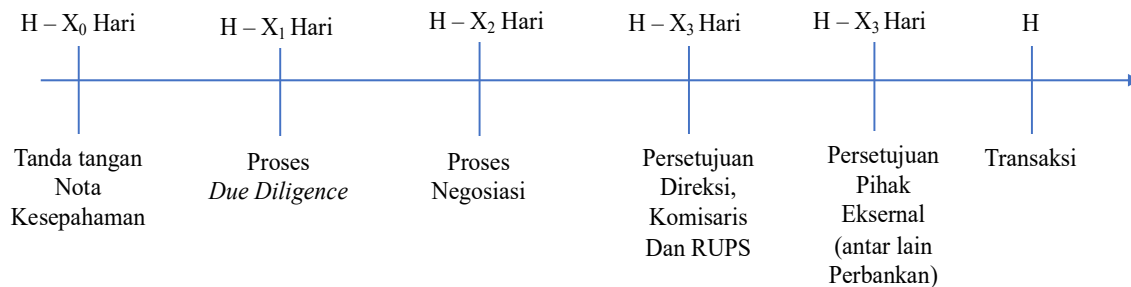 H – X₀ Hari
H – X₁ Hari
H – X₂ Hari
H – X₃ Hari
H – X₃ Hari
H
Tanda tangan
Nota
Kesepahaman
Proses
Due Diligence
Proses
Negosiasi
Persetujuan
Direksi,
Komisaris
Dan RUPS
Persetujuan
Pihak
Eksernal
(antar lain
Perbankan)
Transaksi